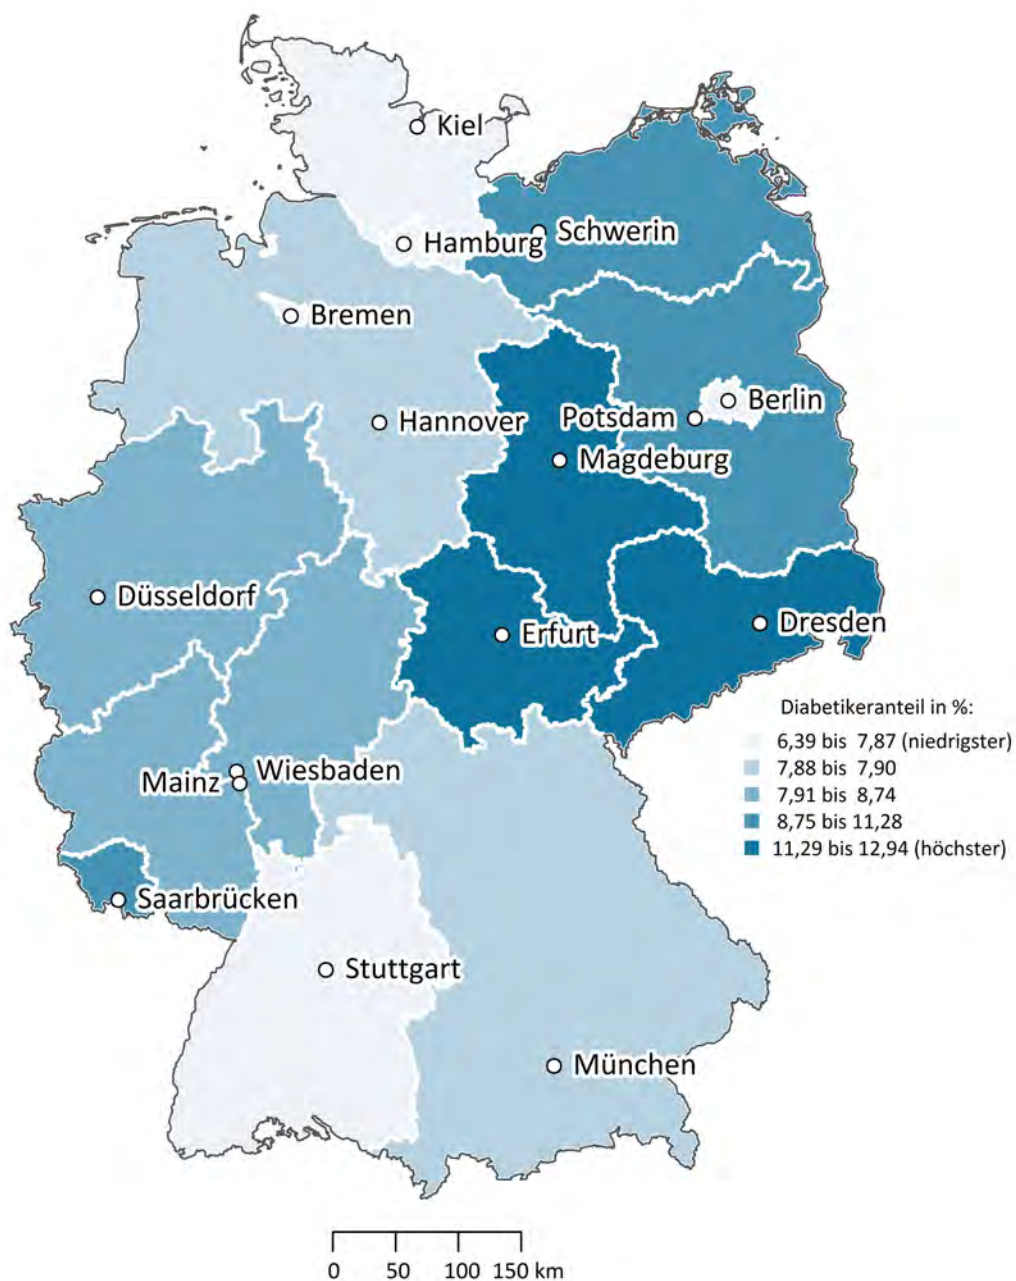 Kiel
Schwerin
Hamburg
Bremen
Berlin
Potsdam
Hannover
Magdeburg
Düsseldorf
Dresden
Erfurt
Diabetikeranteil in %:
6,39 bis 7,87 (niedrigster)
7,88 bis 7,90
7,91 bis 8,74
8,75 bis 11,28
11,29 bis 12,94 (höchster)
Wiesbaden
Mainz
Saarbrücken
Stuttgart
München
0 50 100 150 km